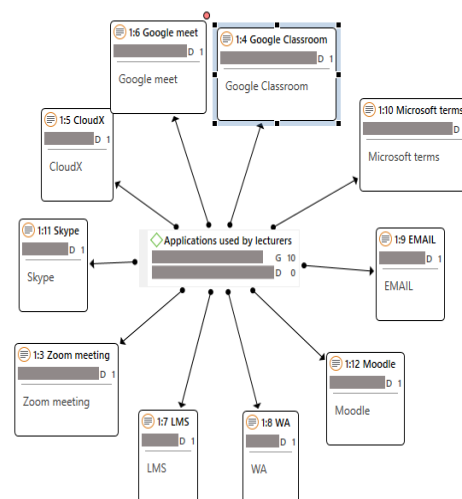 1:6 Google meet
D 1
Google meet
1:4 Google Classroom
D 1
Google Classroom
1:10 Microsoft terms
D
Microsoft terms
1:5 CloudX
D 1
CloudX
1:11 Skype
D 1
Skype
Applications used by lecturers
G 10
D 0
1:9 EMAIL
D 1
EMAIL
1:3 Zoom meeting
D 1
Zoom meeting
1:12 Moodle
D 1
Moodle
1:7 LMS
D 1
LMS
1:8 WA
D 1
WA